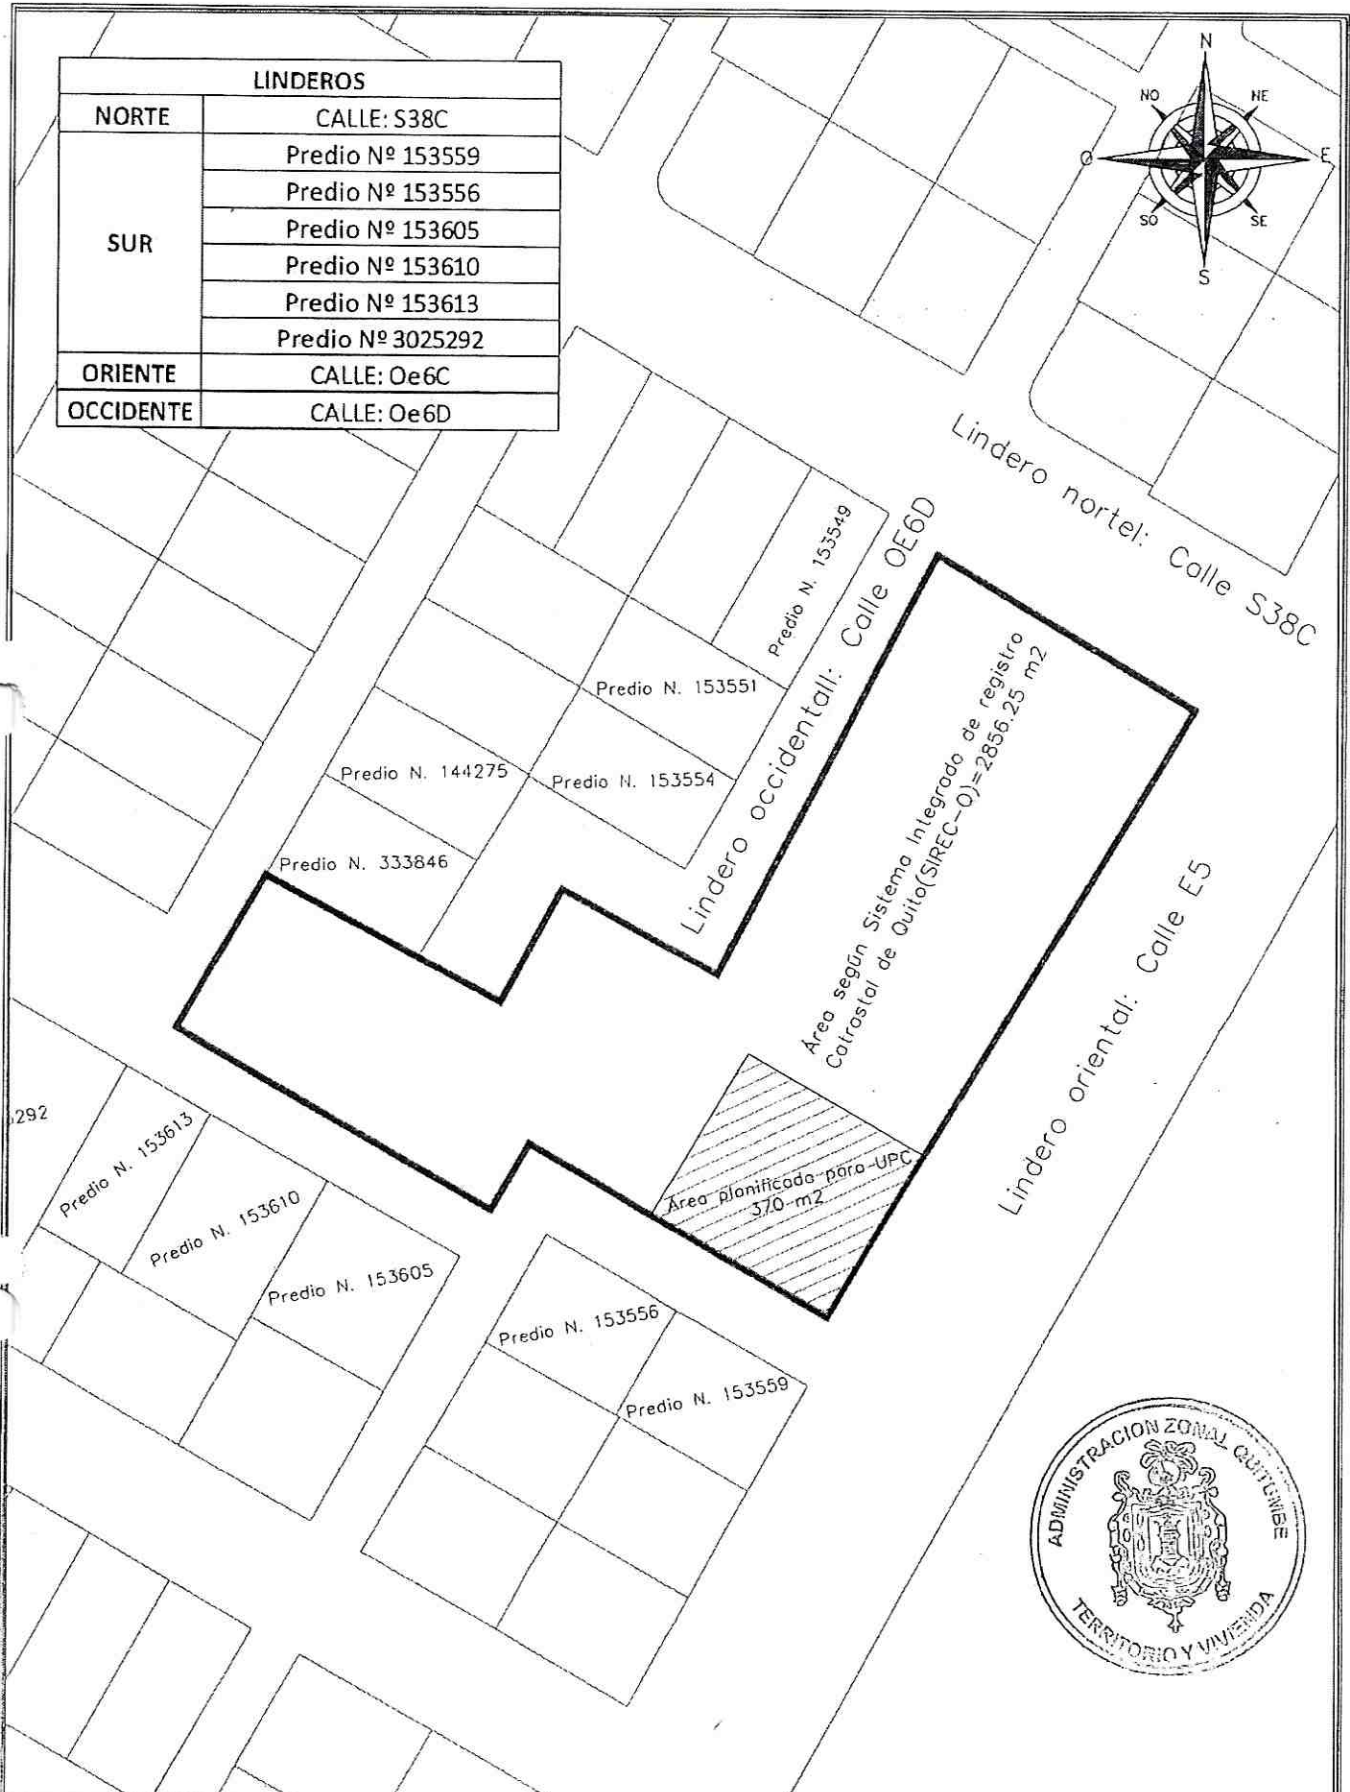 LINDEROS
NORTE CALLE: S38C
SUR Predio Nº 153559
Predio Nº 153556
Predio Nº 153605
Predio Nº 153610
Predio Nº 153613
Predio Nº 3025292
ORIENTE CALLE: Oe6C
OCCIDENTE CALLE: Oe6D
N
NO NE
O E
SO SE
S
Lindero nortel: Calle S38C
Predio N. 153549
Lindero occidentall: Calle OE6D
Predio N. 153551
Predio N. 144275
Predio N. 153554
Predio N. 333846
Área según Sistema Integrado de registro
Catrastal de Quito(SIREC-Q)=2856.25 m2
Lindero oriental: Calle E5
Área planificada para UPC
370 m2
292
Predio N. 153613
Predio N. 153610
Predio N. 153605
Predio N. 153556
Predio N. 153559
ADMINISTRACION ZONAL QUITUMBE
TERRITORIO Y VIVIENDA